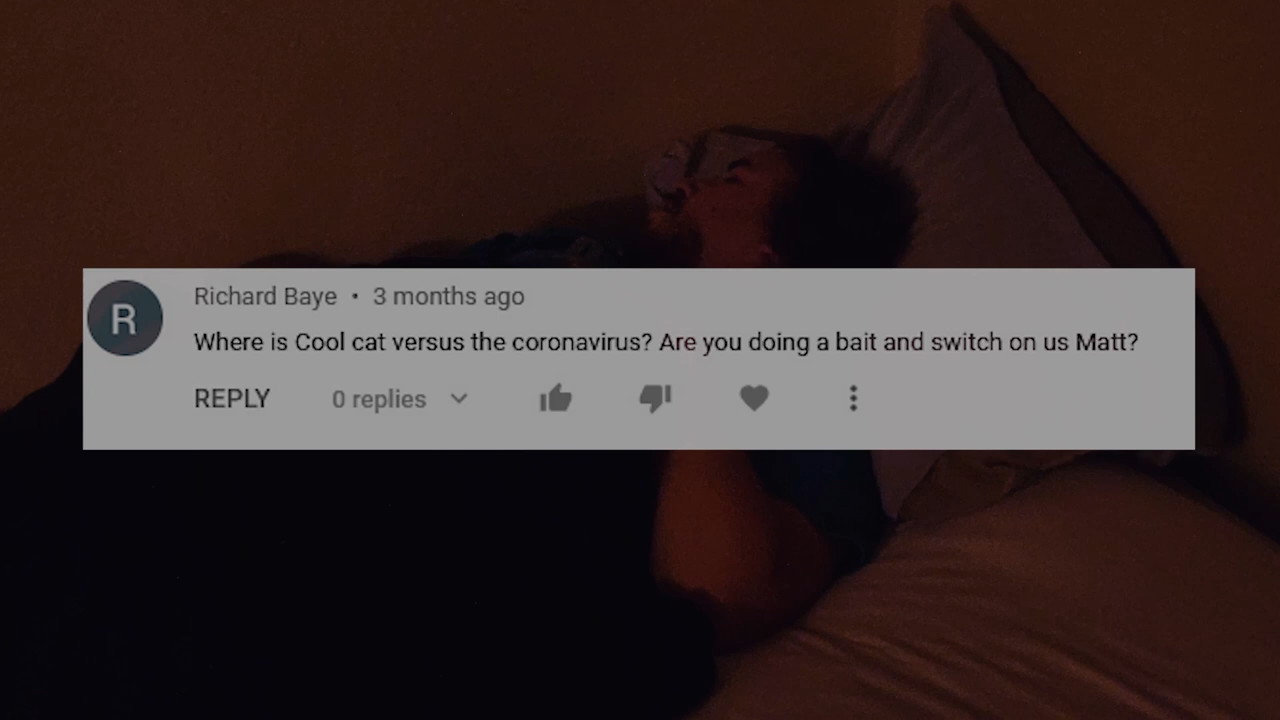 R
Richard Baye • 3 months ago
Where is Cool cat versus the coronavirus? Are you doing a bait and switch on us Matt?
REPLY 0 replies